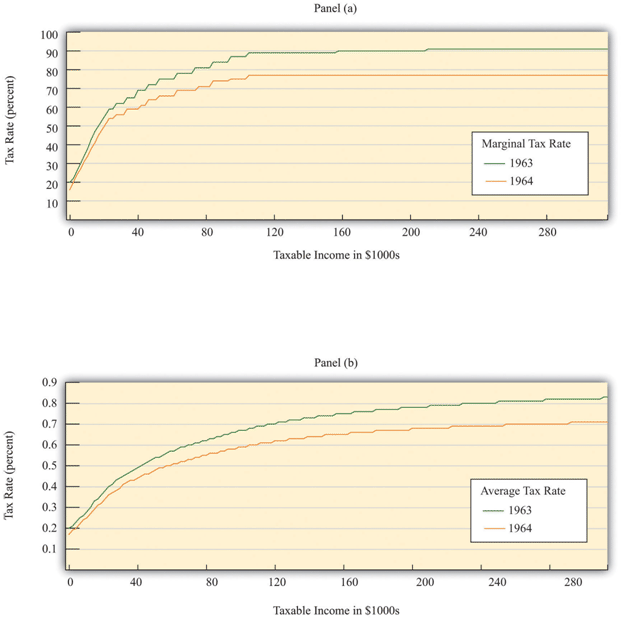 Panel (a)
Tax Rate (percent)
100
90
80
70
60
50
40
30
20
10
Marginal Tax Rate
1963
1964
0 40 80 120 160 200 240 280
Taxable Income in $1000s
Panel (b)
Tax Rate (percent)
0.9
0.8
0.7
0.6
0.5
0.4
0.3
0.2
0.1
Average Tax Rate
1963
1964
0 40 80 120 160 200 240 280
Taxable Income in $1000s